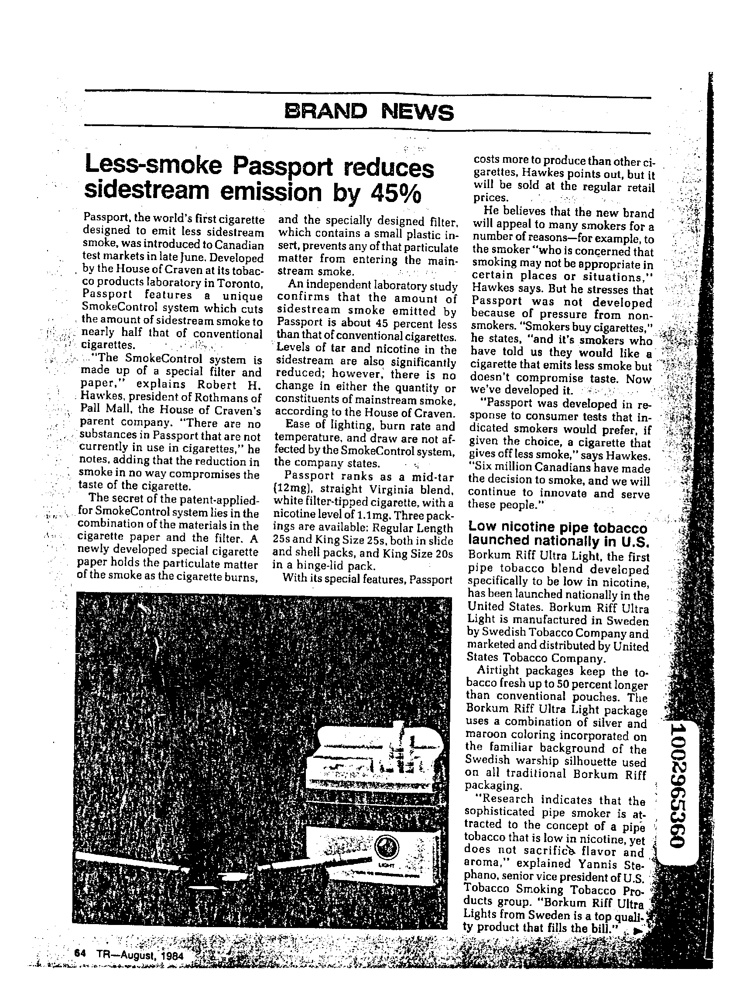 BRAND NEWS
Less-smoke Passport reduces
sidestream emission by 45%
Passport, the world's first cigarette
designed to emit less sidestream
smoke, was introduced to Canadian
test markets in late June. Developed
by the House of Craven at its tobac-
co products laboratory in Toronto,
Passport features a unique
SmokeControl system which cuts
the amount of sidestream smoke to
nearly half that of conventional
cigarettes.
"The SmokeControl system is
made up of a special filter and
paper," explains Robert H.
Hawkes, president of Rothmans of
Pall Mall, the House of Craven's
parent company. "There are no
substances in Passport that are not
currently in use in cigarettes," he
notes, adding that the reduction in
smoke in no way compromises the
taste of the cigarette.
The secret of the patent-applied-
for SmokeControl system lies in the
combination of the materials in the
cigarette paper and the filter. A
newly developed special cigarette
paper holds the particulate matter
of the smoke as the cigarette burns,
and the specially designed filter,
which contains a small plastic in-
sert, prevents any of that particulate
matter from entering the main-
stream smoke.
An independent laboratory study
confirms that the amount of
sidestream smoke emitted by
Passport is about 45 percent less
than that of conventional cigarettes.
Levels of tar and nicotine in the
sidestream are also significantly
reduced; however, there is no
change in either the quantity or
constituents of mainstream smoke,
according to the House of Craven.
Ease of lighting, burn rate and
temperature, and draw are not af-
fected by the SmokeControl system,
the company states.
Passport ranks as a mid-tar
(12mg), straight Virginia blend,
white filter-tipped cigarette, with a
nicotine level of 1.1mg. Three pack-
ings are available: Regular Length
25s and King Size 25s, both in slide
and shell packs, and King Size 20s
in a hinge-lid pack.
With its special features, Passport
costs more to produce than other ci-
garettes, Hawkes points out, but it
will be sold at the regular retail
prices.
He believes that the new brand
will appeal to many smokers for a
number of reasons—for example, to
the smoker "who is concerned that
smoking may not be appropriate in
certain places or situations,"
Hawkes says. But he stresses that
Passport was not developed
because of pressure from non-
smokers. "Smokers buy cigarettes,"
he states, "and it's smokers who
have told us they would like a
cigarette that emits less smoke but
doesn't compromise taste. Now
we've developed it.
"Passport was developed in re-
sponse to consumer tests that in-
dicated smokers would prefer, if
given the choice, a cigarette that
gives off less smoke," says Hawkes.
"Six million Canadians have made
the decision to smoke, and we will
continue to innovate and serve
these people."
Low nicotine pipe tobacco
launched nationally in U.S.
Borkum Riff Ultra Light, the first
pipe tobacco blend developed
specifically to be low in nicotine,
has been launched nationally in the
United States. Borkum Riff Ultra
Light is manufactured in Sweden
by Swedish Tobacco Company and
marketed and distributed by United
States Tobacco Company.
Airtight packages keep the to-
bacco fresh up to 50 percent longer
than conventional pouches. The
Borkum Riff Ultra Light package
uses a combination of silver and
maroon coloring incorporated on
the familiar background of the
Swedish warship silhouette used
on all traditional Borkum Riff
packaging.
"Research indicates that the
sophisticated pipe smoker is at-
tracted to the concept of a pipe
tobacco that is low in nicotine, yet
does not sacrifice flavor and
aroma," explained Yannis Ste-
phano, senior vice president of U.S.
Tobacco Smoking Tobacco Pro-
ducts group. "Borkum Riff Ultra
Lights from Sweden is a top quali-
ty product that fills the bill."
LIGHT
64 TR—August, 1984
1002965360